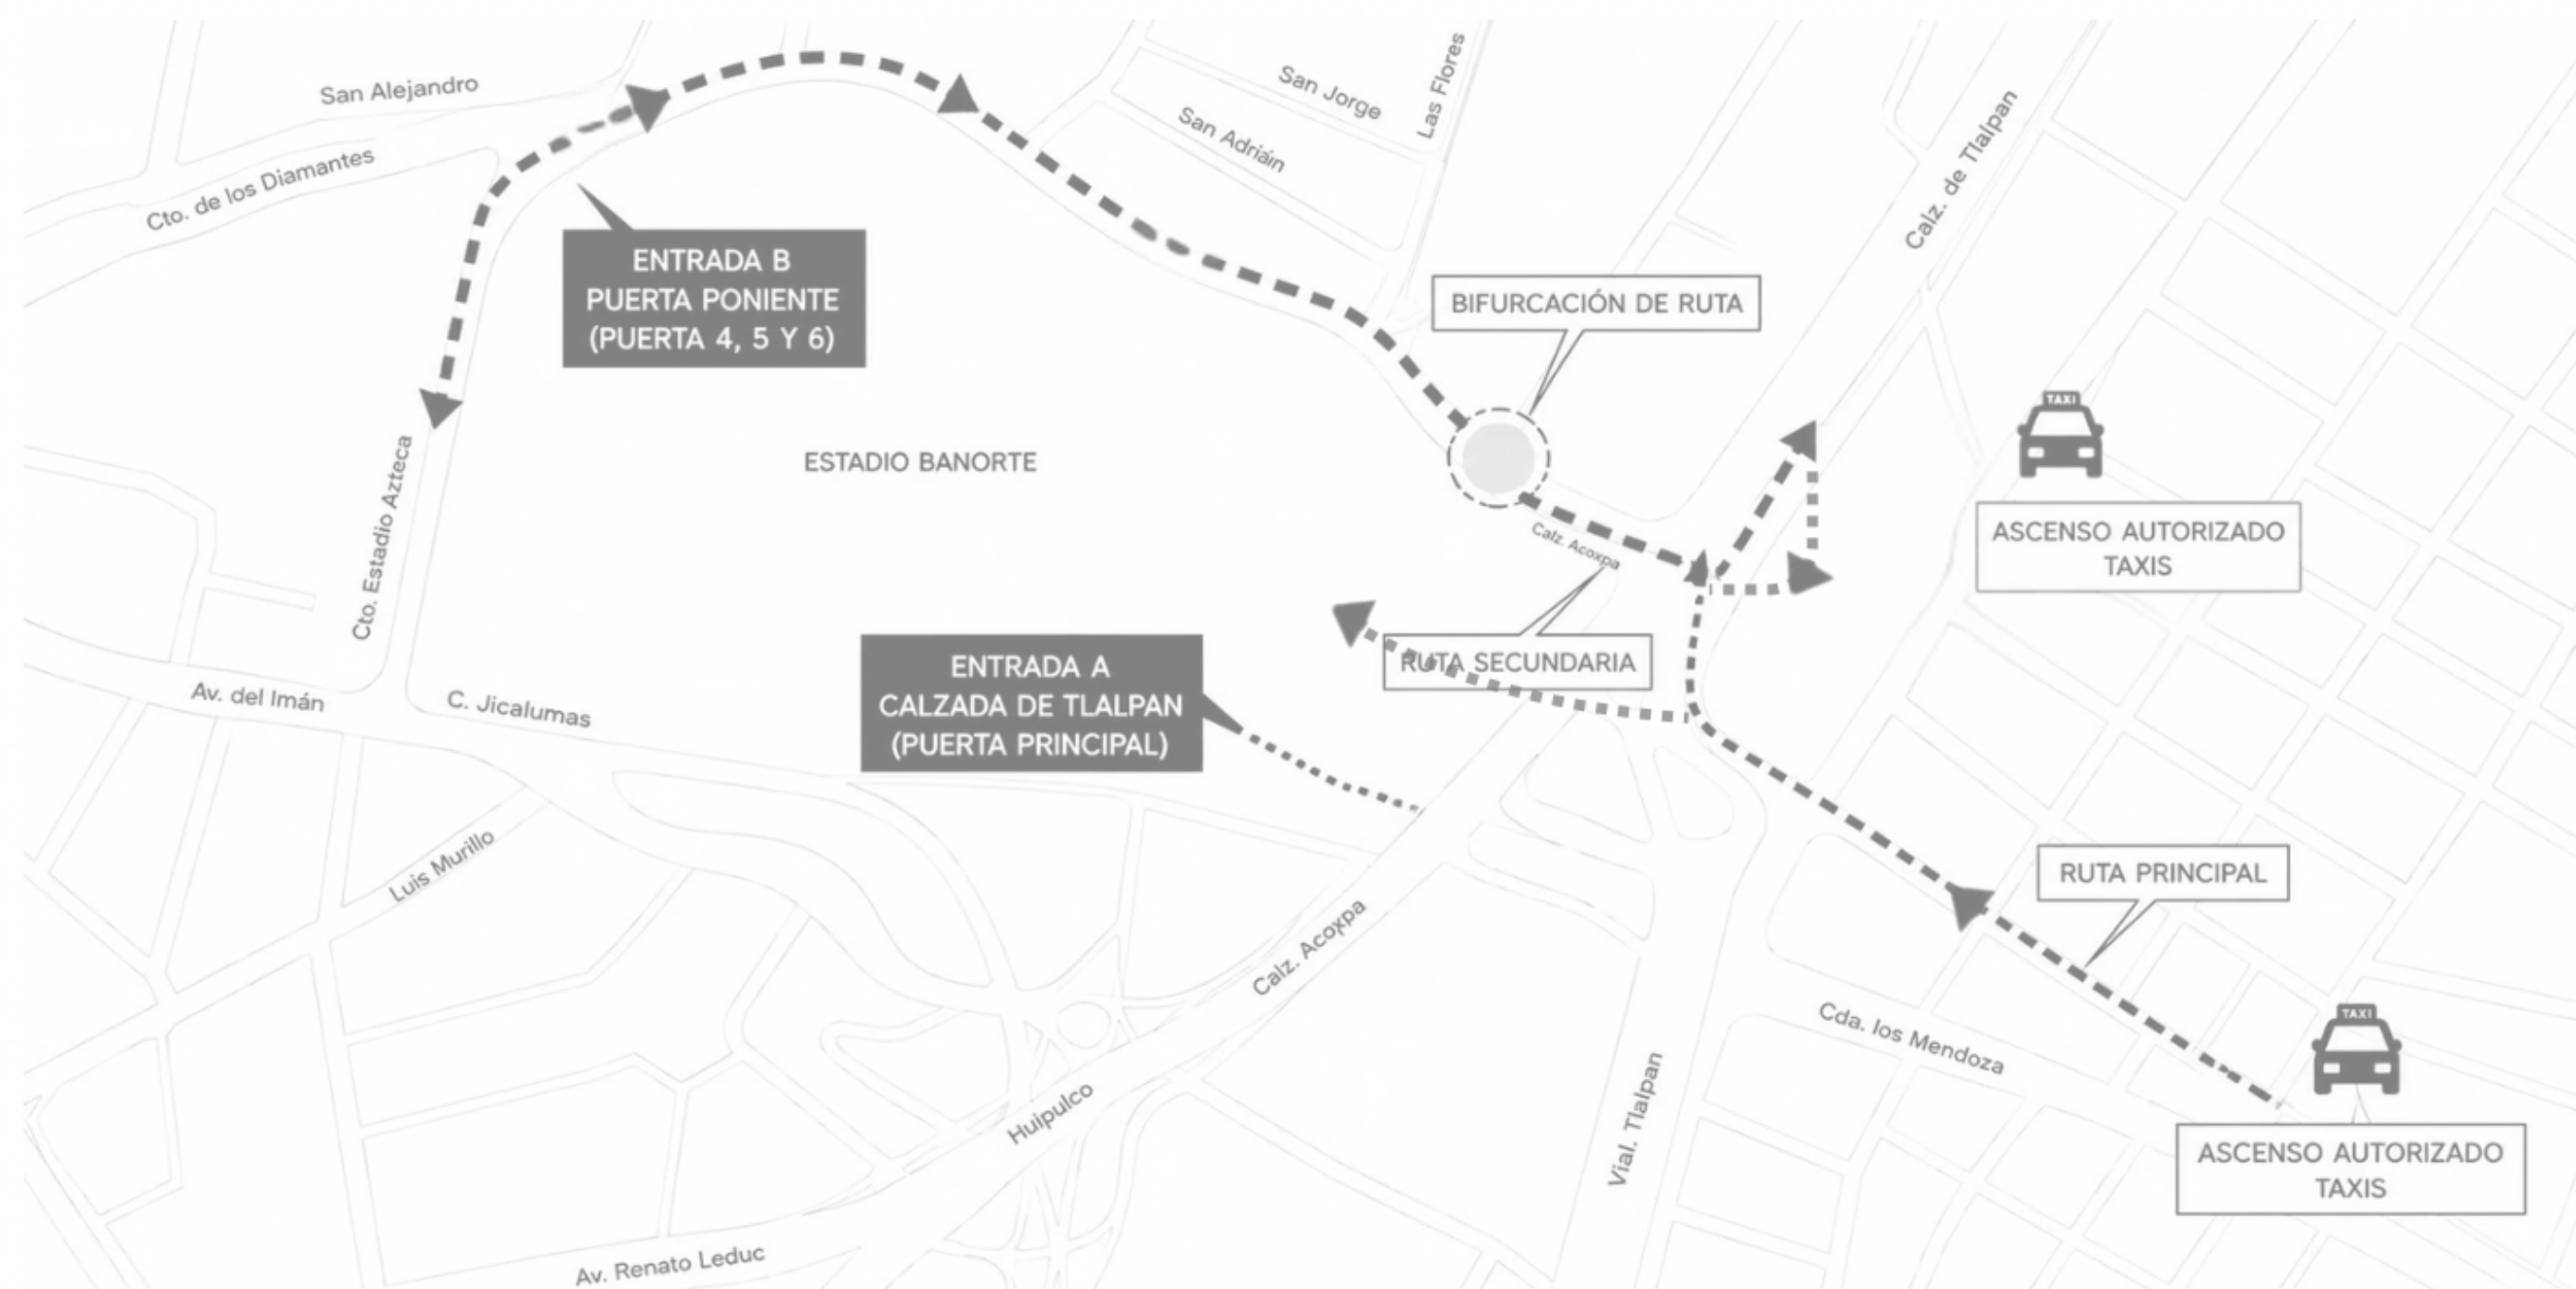 San Alejandro
Cto. de los Diamantes
San Jorge
San Adriáin
Las Flores
Calz. de Tlalpan
ENTRADA B
PUERTA PONIENTE
(PUERTA 4, 5 Y 6)
BIFURCACIÓN DE RUTA
ESTADIO BANORTE
TAXI
ASCENSO AUTORIZADO
TAXIS
Cto. Estadio Azteca
Calz. Acoxpa
RUTA SECUNDARIA
ENTRADA A
CALZADA DE TLALPAN
(PUERTA PRINCIPAL)
Av. del Imán
C. Jicalumas
Luis Murillo
RUTA PRINCIPAL
Calz. Acoxpa
Cda. los Mendoza
TAXI
ASCENSO AUTORIZADO
TAXIS
Huipulco
Vial. Tlalpan
Av. Renato Leduc